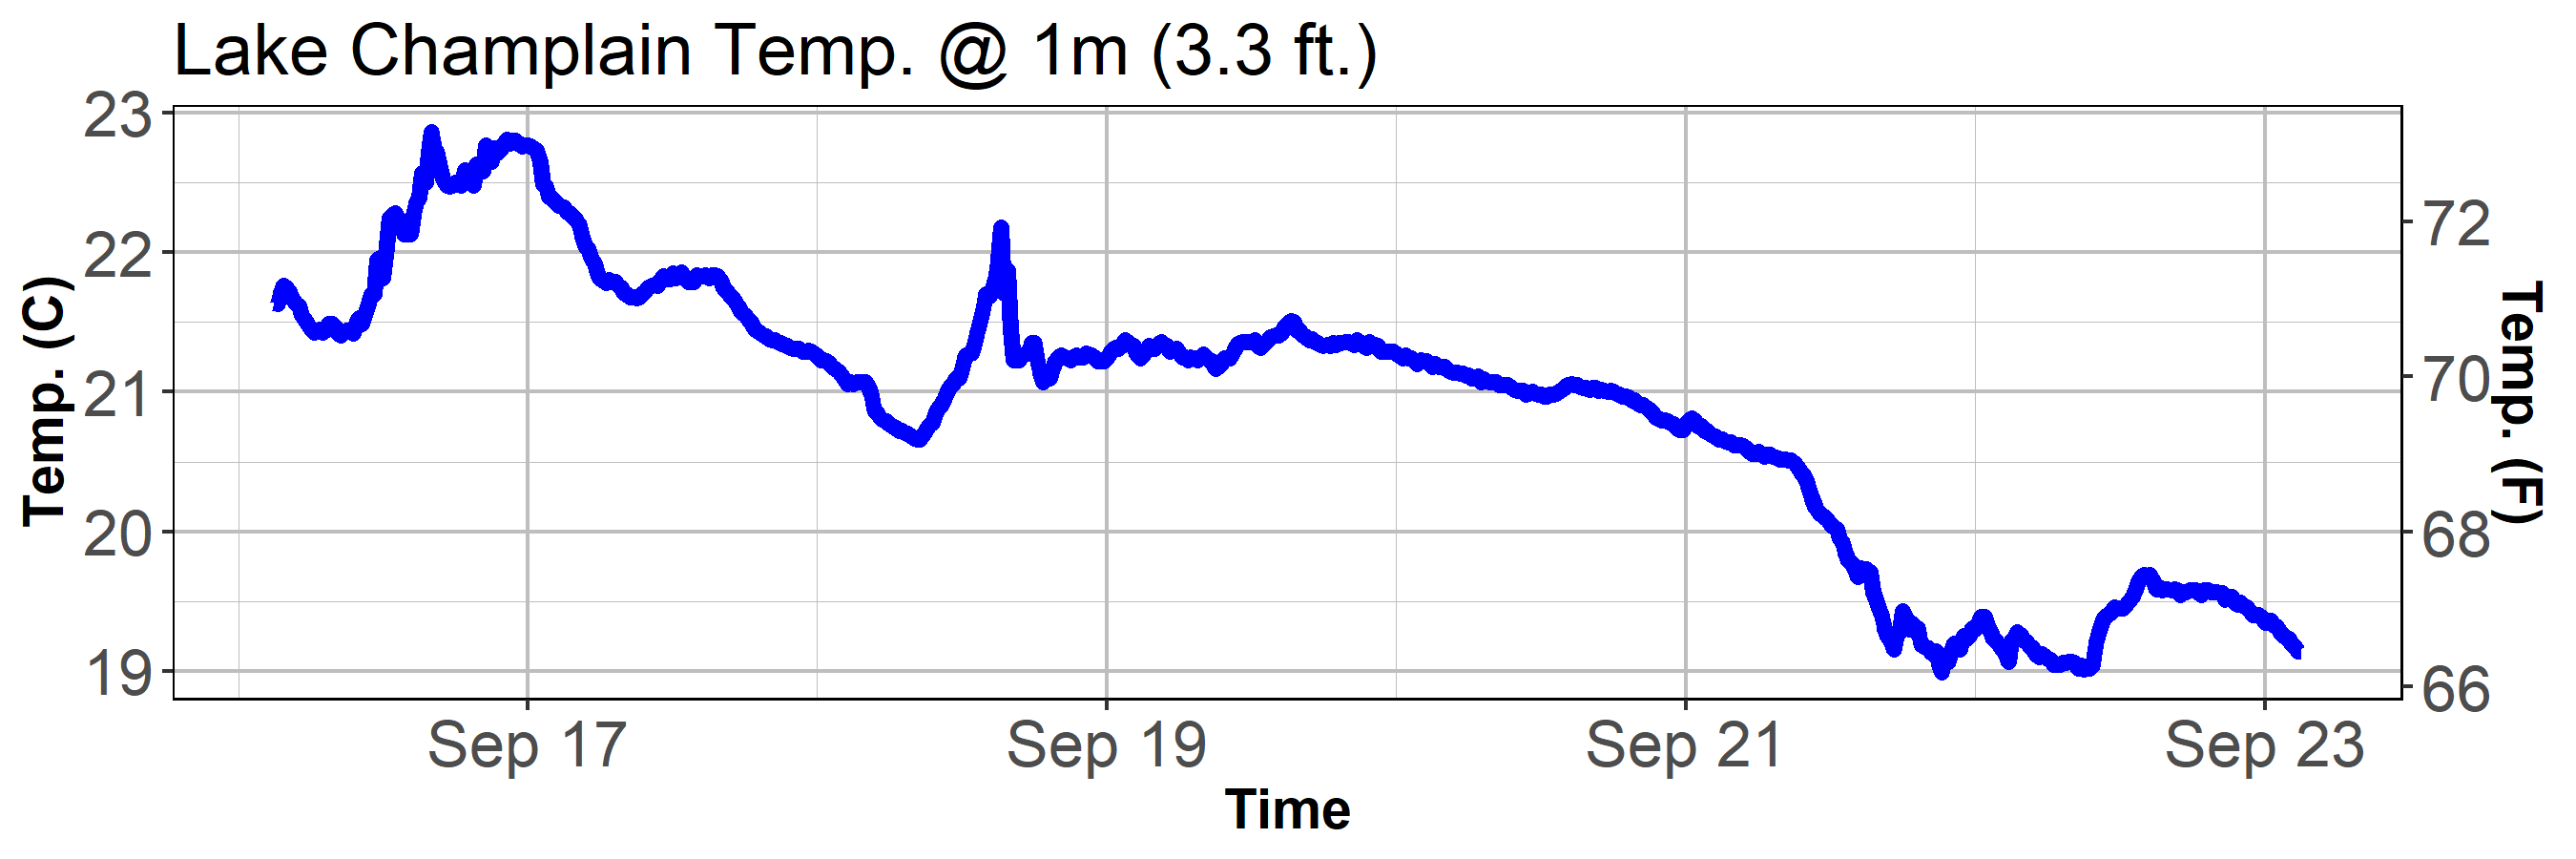 Lake Champlain Temp. @ 1m (3.3 ft.)
Temp. (C)
23
22
21
20
19
72
70
68
66
Temp. (F)
Sep 17 Sep 19 Sep 21 Sep 23
Time